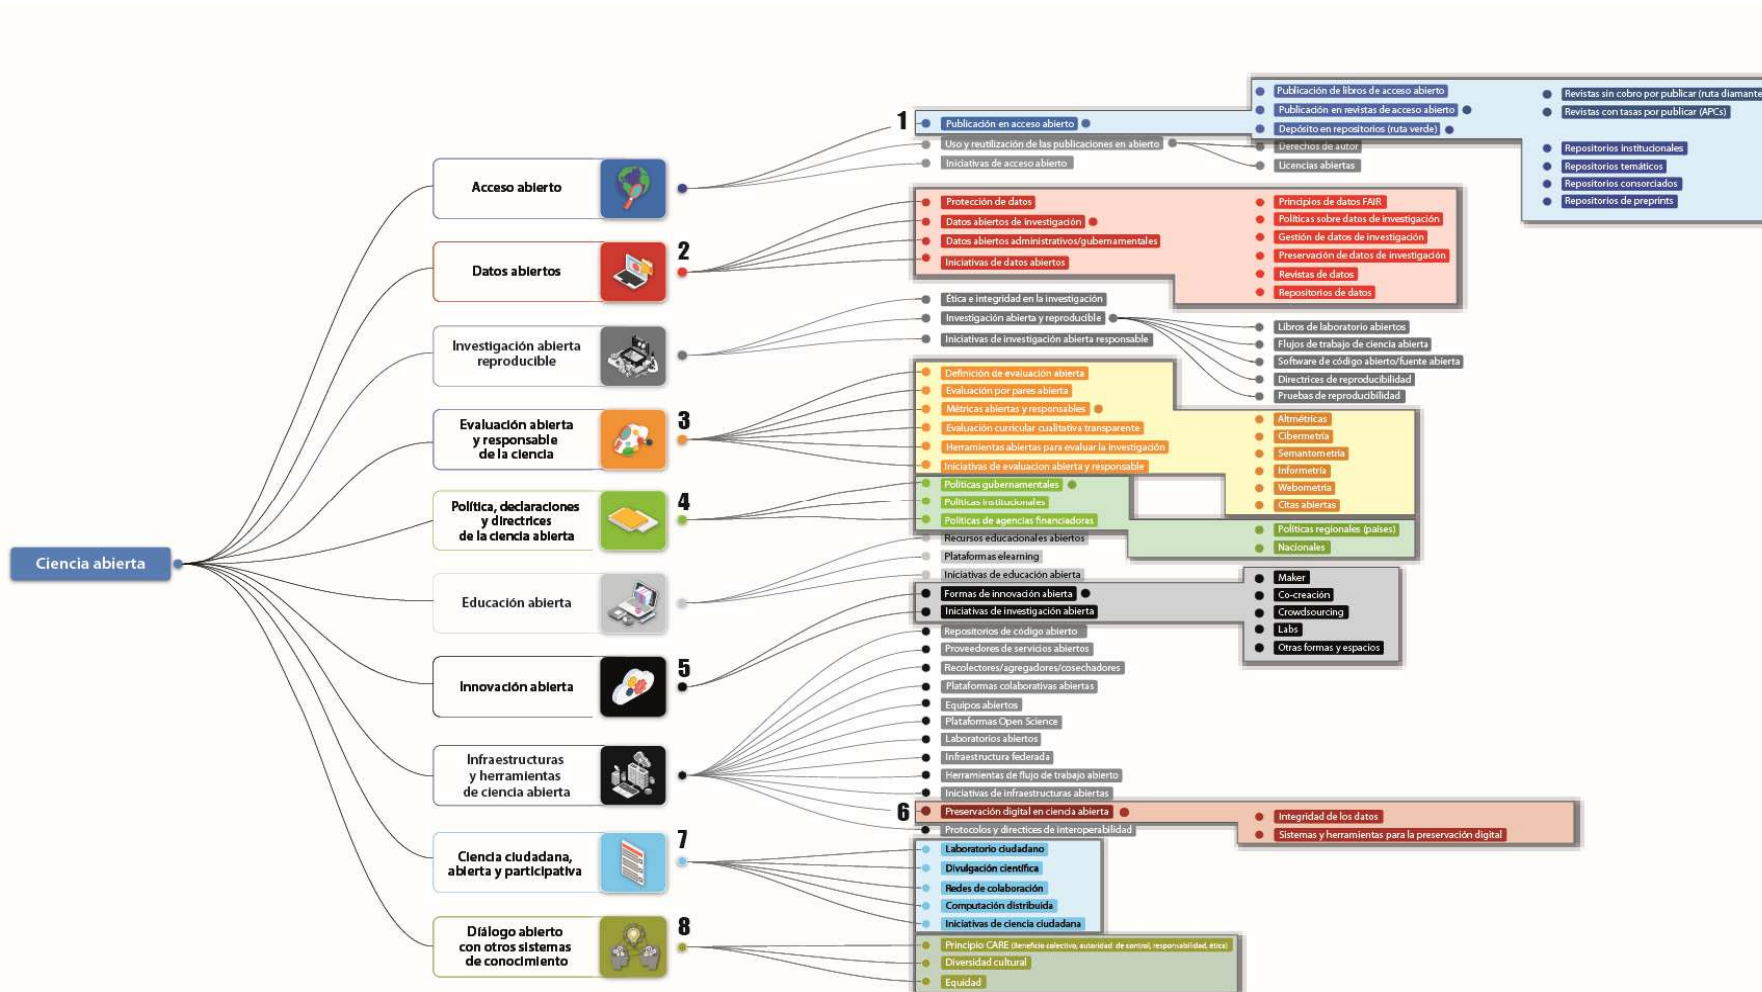 Ciencia abierta
Acceso abierto
1
Publicación en acceso abierto
Publicación de libros de acceso abierto
Publicación en revistas de acceso abierto
Revistas sin cobro por publicar (ruta diamante
Revistas con tasas por publicar (APCs)
Depósito en repositorios (ruta verde)
Repositorios institucionales
Repositorios temáticos
Repositorios consorciados
Repositorios de preprints
Uso y reutilización de las publicaciones en abierto
Derechos de autor
Licencias abiertas
Iniciativas de acceso abierto
Datos abiertos
2
Protección de datos
Datos abiertos de investigación
Datos abiertos administrativos/gubernamentales
Iniciativas de datos abiertos
Principios de datos FAIR
Políticas sobre datos de investigación
Gestión de datos de investigación
Preservación de datos de investigación
Revistas de datos
Repositorios de datos
Investigación abierta
reproducible
Ética e integridad en la investigación
Investigación abierta y reproducible
Iniciativas de investigación abierta responsable
Libros de laboratorio abiertos
Flujos de trabajo de ciencia abierta
Software de código abierto/fuente abierta
Directrices de reproducibilidad
Pruebas de reproducibilidad
Evaluación abierta
y responsable
de la ciencia
3
Definición de evaluación abierta
Evaluación por pares abierta
Métricas abiertas y responsables
Evaluación curricular cualitativa transparente
Herramientas abiertas para evaluar la investigación
Iniciativas de evaluacion abierta y responsable
Altmétricas
Cibermetría
Semantometría
Informetría
Webometría
Citas abiertas
Política, declaraciones
y directrices
de la ciencia abierta
4
Políticas gubernamentales
Políticas institucionales
Políticas de agencias financiadoras
Políticas regionales (países)
Nacionales
Educación abierta
Recursos educacionales abiertos
Plataformas elearning
Iniciativas de educación abierta
Innovación abierta
5
Formas de innovación abierta
Iniciativas de investigación abierta
Maker
Co-creación
Crowdsourcing
Labs
Otras formas y espacios
Infraestructuras
y herramientas
de ciencia abierta
Repositorios de código abierto
Proveedores de servicios abiertos
Recolectores/agregadores/cosechadores
Plataformas colaborativas abiertas
Equipos abiertos
Plataformas Open Science
Laboratorios abiertos
Infraestructura federada
Herramientas de flujo de trabajo abierto
Iniciativas de infraestructuras abiertas
6
Preservación digital en ciencia abierta
Integridad de los datos
Sistemas y herramientas para la preservación digital
Protocolos y directices de interoperabilidad
Ciencia ciudadana,
abierta y participativa
7
Laboratorio ciudadano
Divulgación científica
Redes de colaboración
Computación distribuida
Iniciativas de ciencia ciudadana
Diálogo abierto
con otros sistemas
de conocimiento
8
Principio CARE (Beneficio colectivo, autoridad de control, responsabilidad, ética)
Diversidad cultural
Equidad